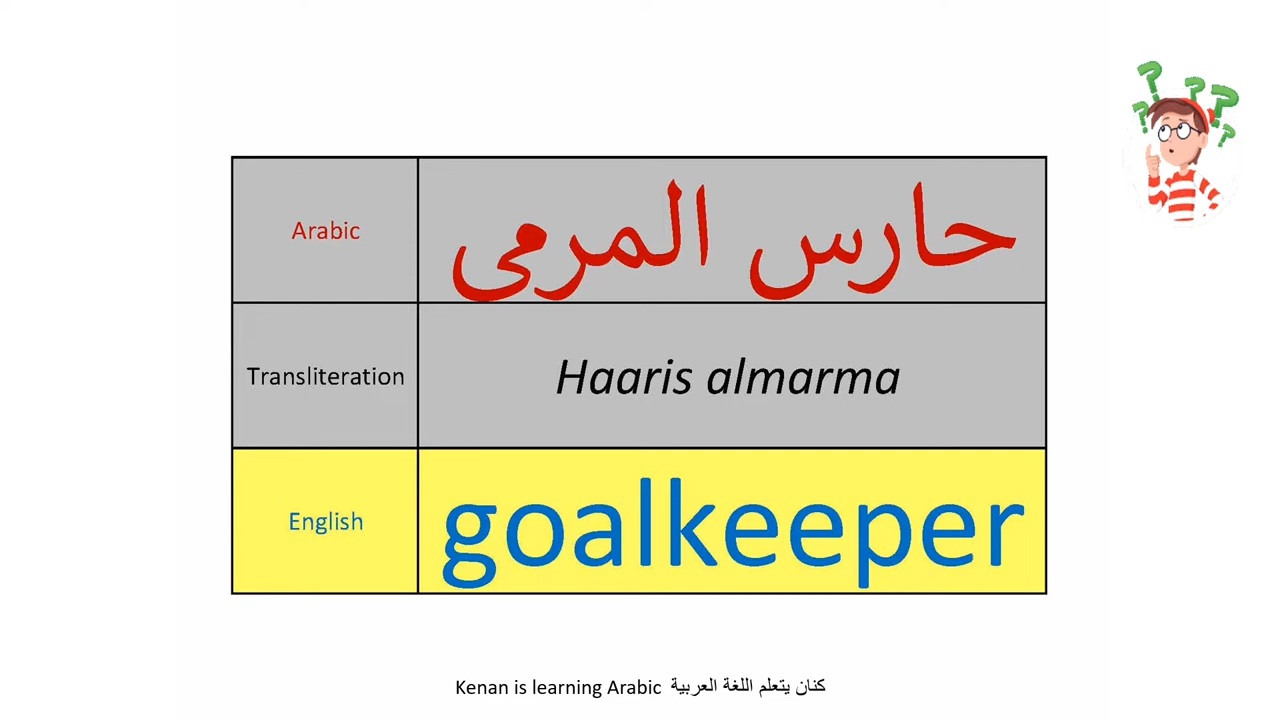 Arabic حارس المرمى
Transliteration Haaris almarma
English goalkeeper
Kenan is learning Arabic كنان يتعلم اللغة العربية